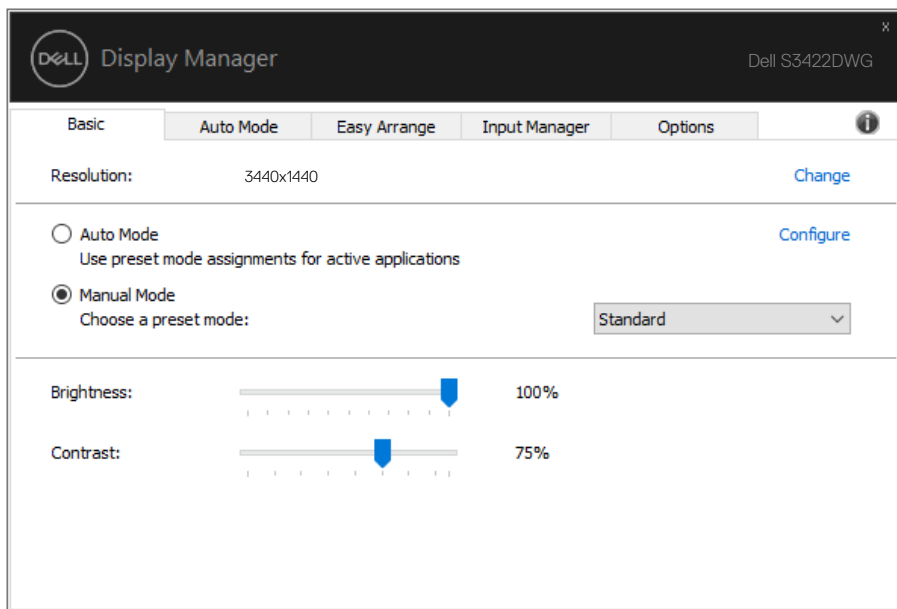 x
DELL Display Manager Dell S3422DWG
Basic Auto Mode Easy Arrange Input Manager Options i
Resolution: 3440x1440 Change
Auto Mode Configure
Use preset mode assignments for active applications
Manual Mode
Choose a preset mode: Standard
Brightness: 100%
Contrast: 75%